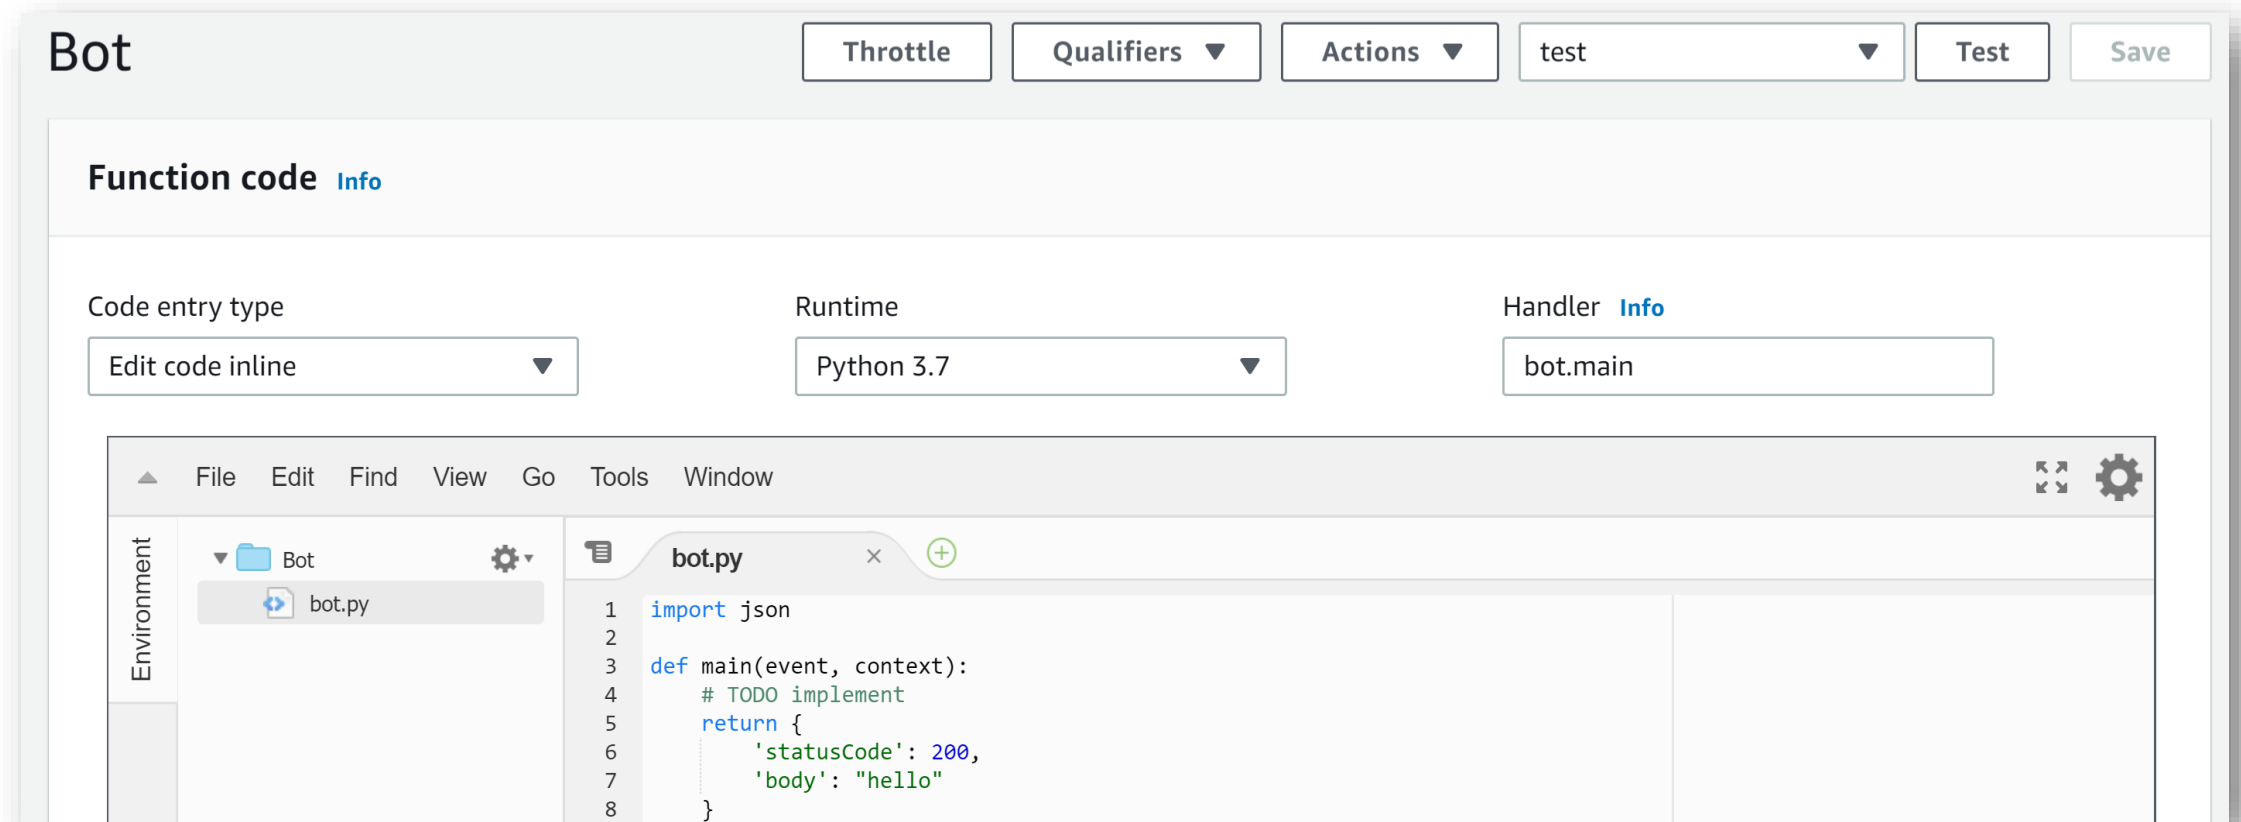 Bot
Throttle
Qualifiers
Actions
test
Test
Save
Function code Info
Code entry type
Edit code inline
Runtime
Python 3.7
Handler Info
bot.main
File Edit Find View Go Tools Window
Environment
Bot
bot.py
bot.py
1 import json
2
3 def main(event, context):
4     # TODO implement
5     return {
6         'statusCode': 200,
7         'body': "hello"
8     }